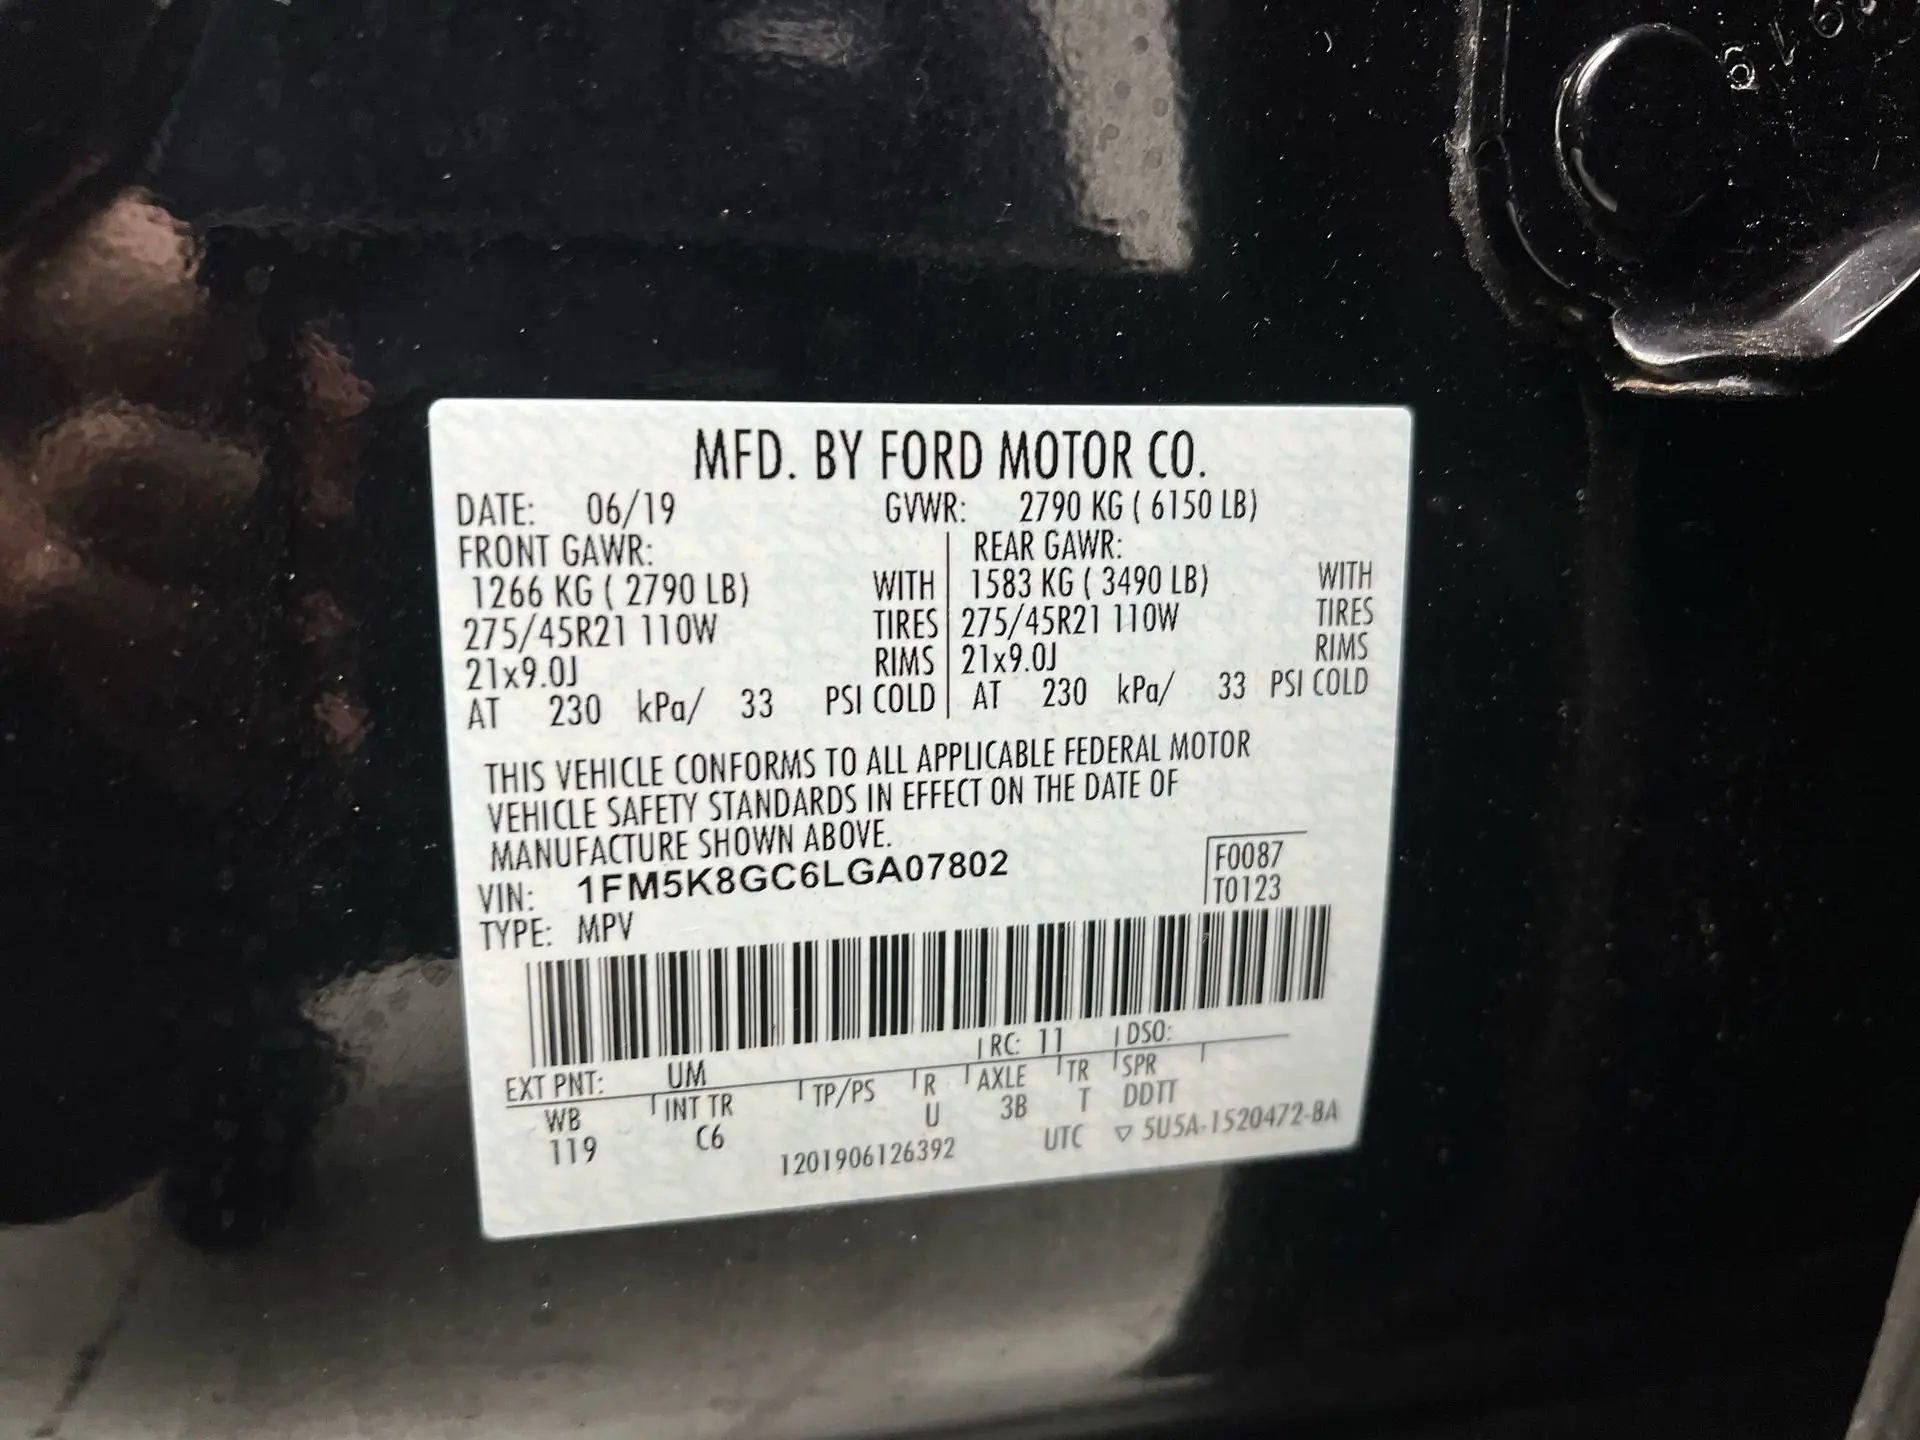 MFD. BY FORD MOTOR CO.
DATE: 06/19 GVWR: 2790 KG ( 6150 LB)
FRONT GAWR: REAR GAWR:
1266 KG ( 2790 LB) WITH 1583 KG ( 3490 LB) WITH
275/45R21 110W TIRES 275/45R21 110W TIRES
21x9.0J RIMS 21x9.0J RIMS
AT 230 kPa/ 33 PSI COLD AT 230 kPa/ 33 PSI COLD
THIS VEHICLE CONFORMS TO ALL APPLICABLE FEDERAL MOTOR
VEHICLE SAFETY STANDARDS IN EFFECT ON THE DATE OF
MANUFACTURE SHOWN ABOVE.
VIN: 1FM5K8GC6LGA07802
F0087
T0123
TYPE: MPV
EXT PNT: UM RC: 11 DSO:
WB INT TR TP/PS R AXLE TR SPR
119 C6 U 3B T DDTT
1201906126392 UTC ▽ 5U5A-1520472-BA